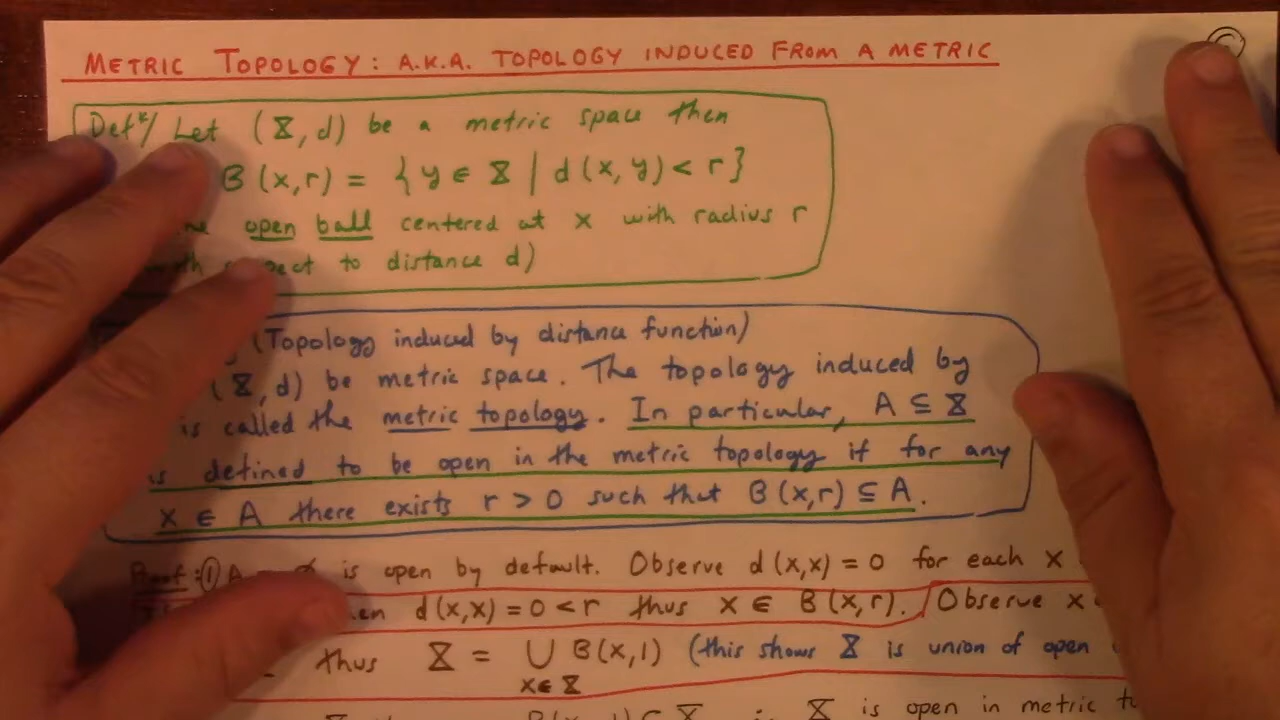 METRIC TOPOLOGY: A.K.A. TOPOLOGY INDUCED FROM A METRIC
Defⁿ/ Let (X, d) be a metric space then
B(x,r) = { y ∈ X | d(x, y) < r }
open ball centered at x with radius r
to distance d)
(Topology induced by distance function)
(X, d) be metric space. The topology induced by
is called the metric topology. In particular, A ⊆ X
is defined to be open in the metric topology if for any
x ∈ A there exists r > 0 such that B(x,r) ⊆ A.
Proof: ① A = ∅ is open by default. Observe d(x,x) = 0 for each x
d(x,x) = 0 < r thus x ∈ B(x,r). Observe x
thus X = ∪ B(x,1) (this shows X is union of open
x∈X
X is open in metric